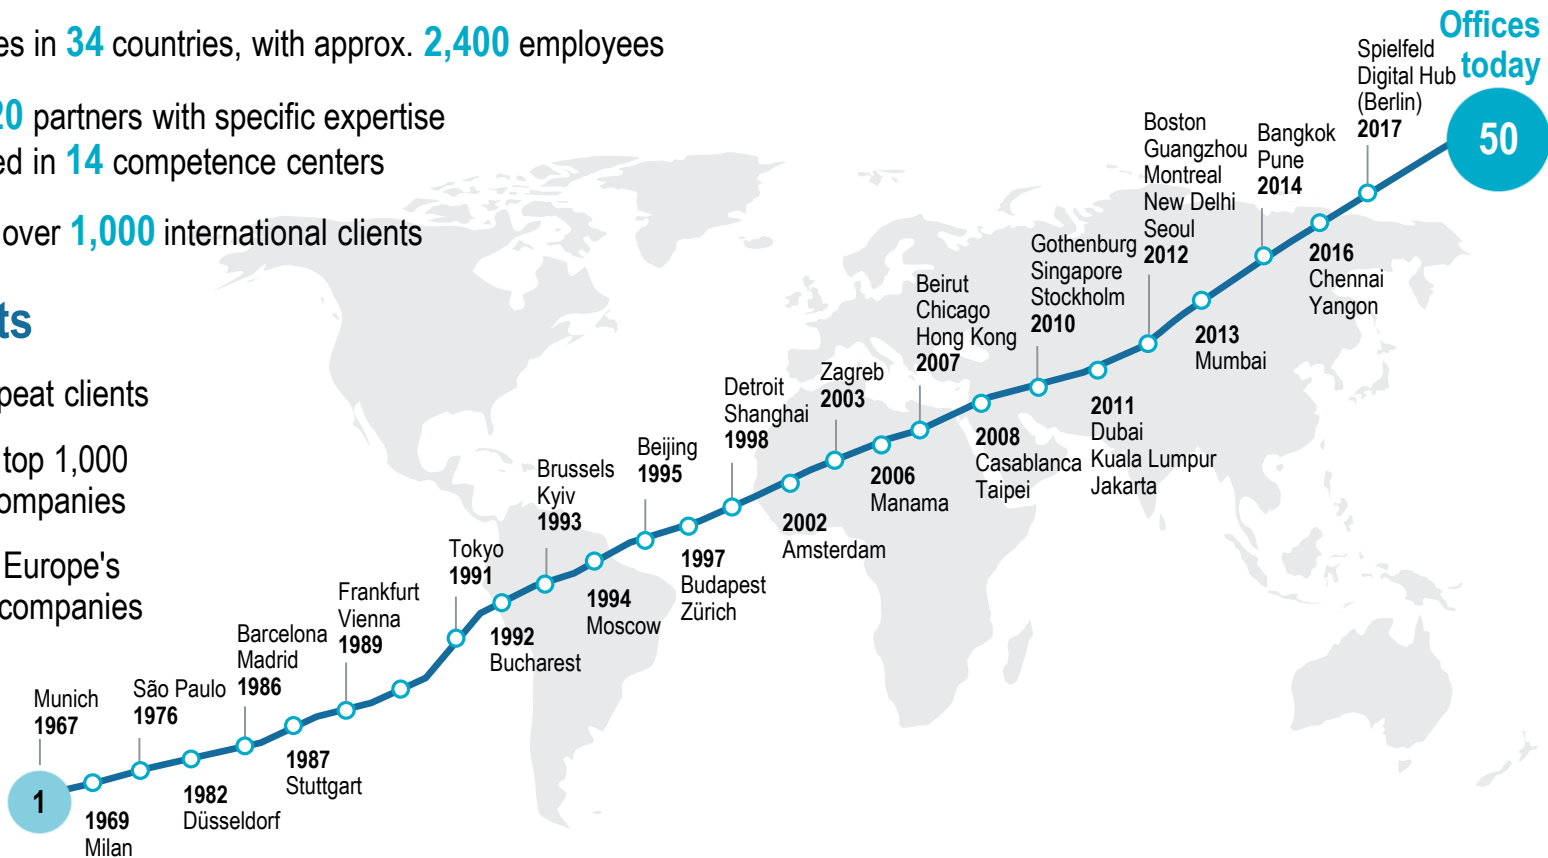 es in 34 countries, with approx. 2,400 employees
20 partners with specific expertise
ed in 14 competence centers
over 1,000 international clients
ts
peat clients
top 1,000
ompanies
Europe's
companies
1
Munich
1967
1969
Milan
São Paulo
1976
1982
Düsseldorf
Barcelona
Madrid
1986
1987
Stuttgart
Frankfurt
Vienna
1989
Tokyo
1991
1992
Bucharest
Brussels
Kyiv
1993
1994
Moscow
Beijing
1995
1997
Budapest
Zürich
Detroit
Shanghai
1998
2002
Amsterdam
Zagreb
2003
2006
Manama
Beirut
Chicago
Hong Kong
2007
2008
Casablanca
Taipei
Gothenburg
Singapore
Stockholm
2010
2011
Dubai
Kuala Lumpur
Jakarta
Boston
Guangzhou
Montreal
New Delhi
Seoul
2012
2013
Mumbai
Bangkok
Pune
2014
2016
Chennai
Yangon
Spielfeld
Digital Hub
(Berlin)
2017
Offices
today
50